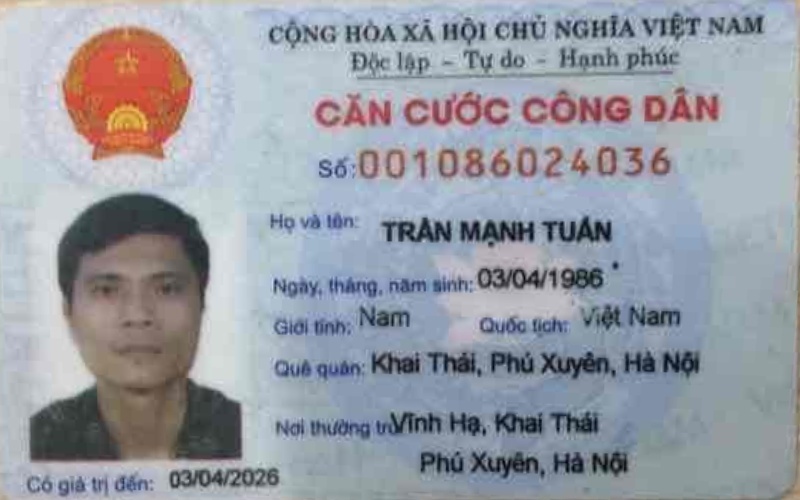 CỘNG HÒA XÃ HỘI CHỦ NGHĨA VIỆT NAM
Độc lập - Tự do - Hạnh phúc
CĂN CƯỚC CÔNG DÂN
Số: 001086024036
Họ và tên: TRẦN MẠNH TUẤN
Ngày, tháng, năm sinh: 03/04/1986
Giới tính: Nam Quốc tịch: Việt Nam
Quê quán: Khai Thái, Phú Xuyên, Hà Nội
Nơi thường trú Vĩnh Hạ, Khai Thái
Phú Xuyên, Hà Nội
Có giá trị đến: 03/04/2026